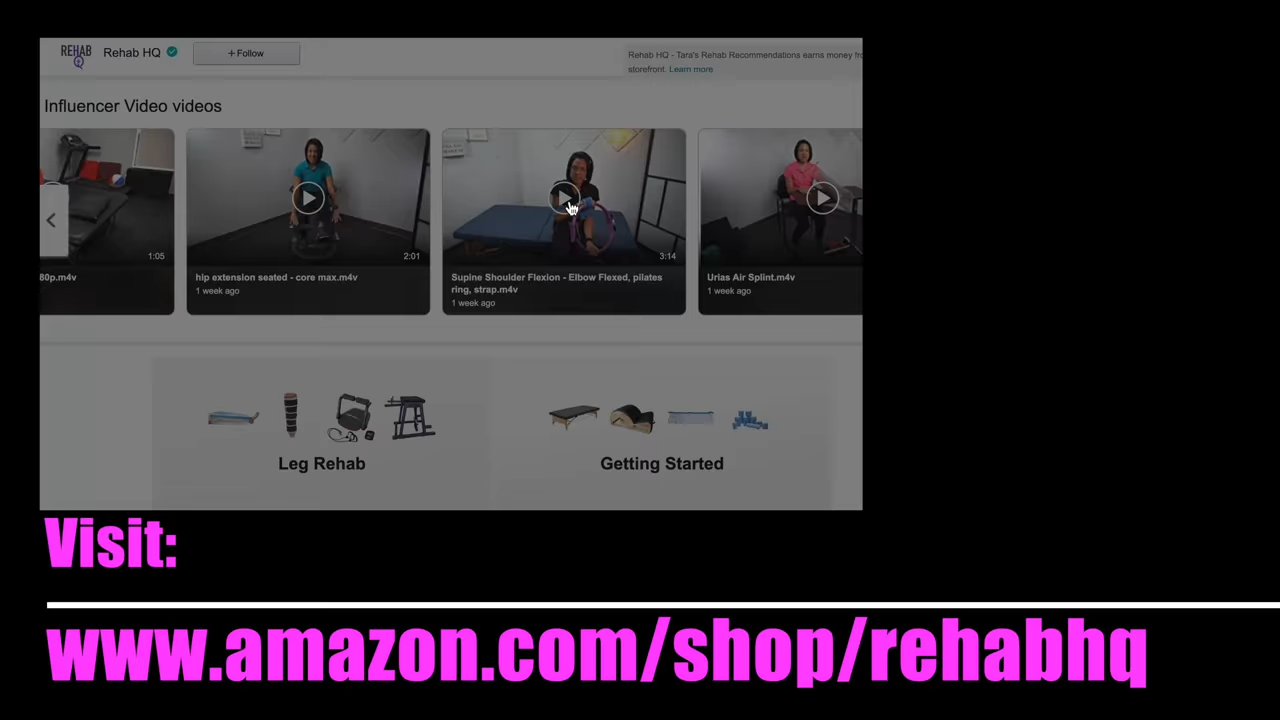 REHAB
Rehab HQ
+Follow
Rehab HQ - Tara's Rehab Recommendations earns money
storefront. Learn more
Influencer Video videos
1:05
2:01
3:14
80p.m4v
hip extension seated - core max.m4v
1 week ago
Supine Shoulder Flexion - Elbow Flexed, pilates
ring, strap.m4v
1 week ago
Urias Air Splint.m4v
1 week ago
Leg Rehab
Getting Started
Visit:
www.amazon.com/shop/rehabhq